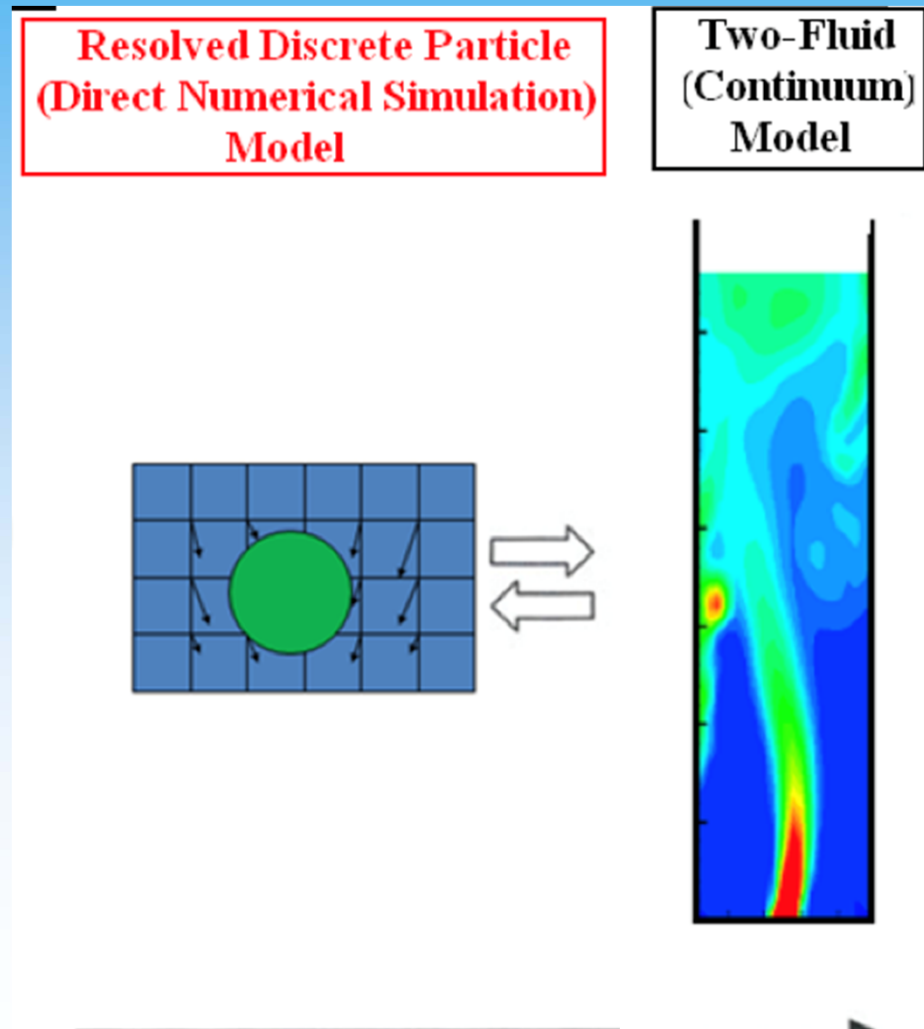 Resolved Discrete Particle
(Direct Numerical Simulation)
Model
Two-Fluid
(Continuum)
Model